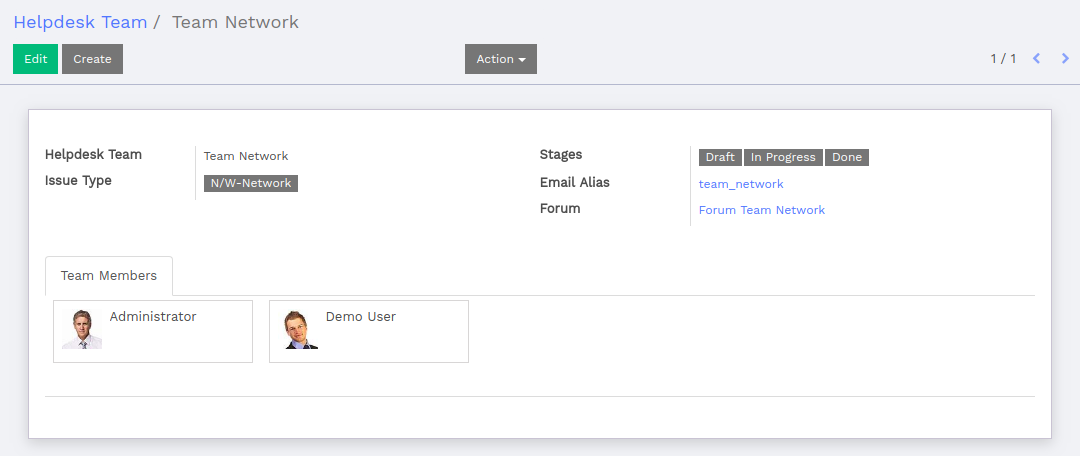 Helpdesk Team / Team Network
Edit Create Action 1 / 1
Helpdesk Team Team Network
Issue Type N/W-Network
Stages Draft In Progress Done
Email Alias team_network
Forum Forum Team Network
Team Members
Administrator Demo User